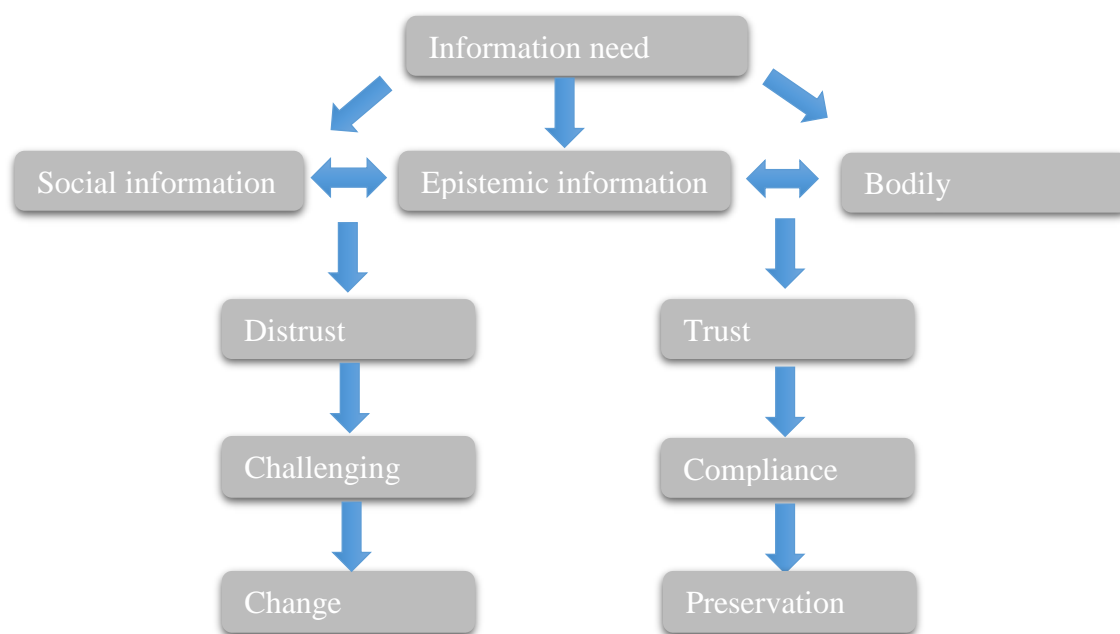 Information need
Social information
Epistemic information
Bodily
Distrust
Trust
Challenging
Compliance
Change
Preservation